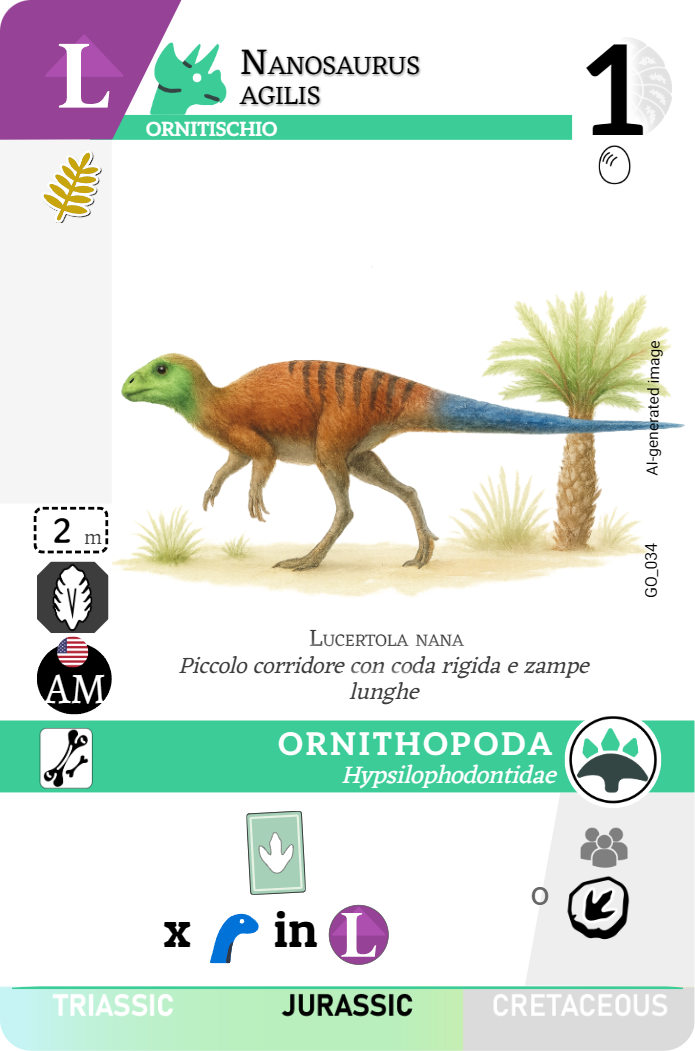 L
NANOSAURUS
AGILIS
1
ORNITISCHIO
AI-generated image
2 m
GO_034
AM
LUCERTOLA NANA
Piccolo corridore con coda rigida e zampe
lunghe
ORNITHOPODA
Hypsilophodontidae
O
x in L
TRIASSIC JURASSIC CRETACEOUS